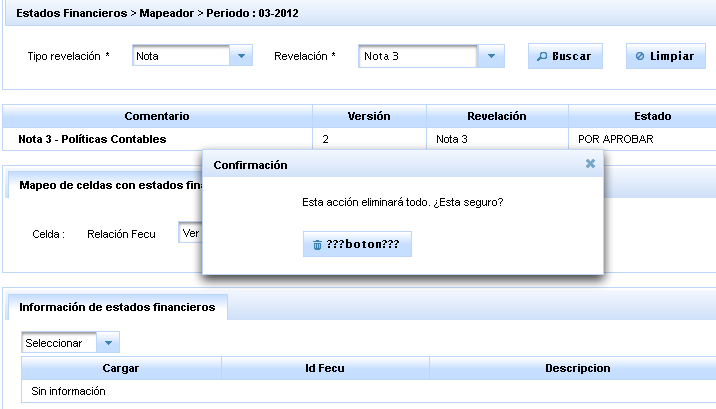 Estados Financieros > Mapeador > Periodo : 03-2012
Tipo revelación * Nota Revelación * Nota 3 Buscar Limpiar
Comentario Versión Revelación Estado
Nota 3 - Políticas Contables 2 Nota 3 POR APROBAR
Confirmación
Mapeo de celdas con estados fin
Esta acción eliminará todo. ¿Esta seguro?
Celda : Relación Fecu Ver
???boton???
Información de estados financieros
Seleccionar
Cargar Id Fecu Descripcion
Sin información